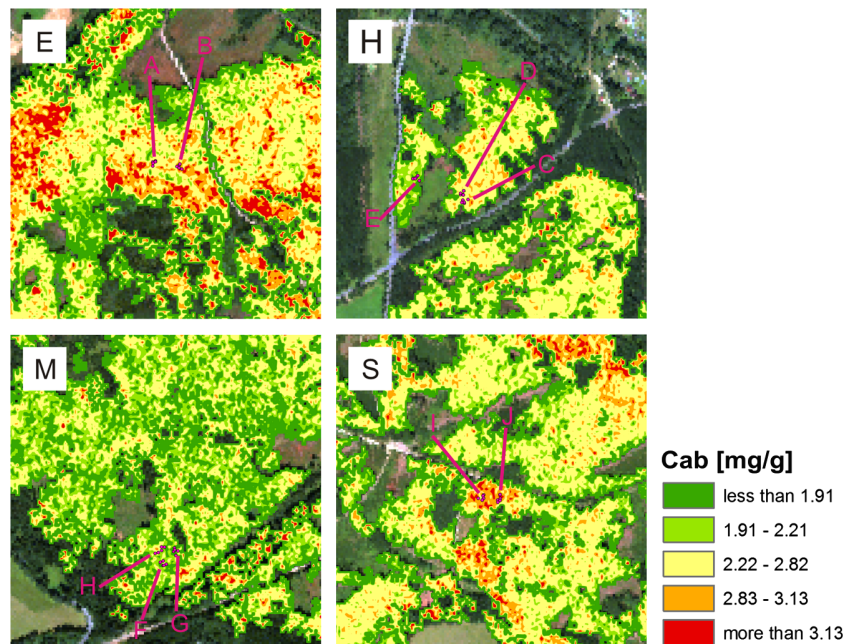 E
A
B
H
D
C
E
M
H
F
G
S
I
J
Cab [mg/g]
less than 1.91
1.91 - 2.21
2.22 - 2.82
2.83 - 3.13
more than 3.13